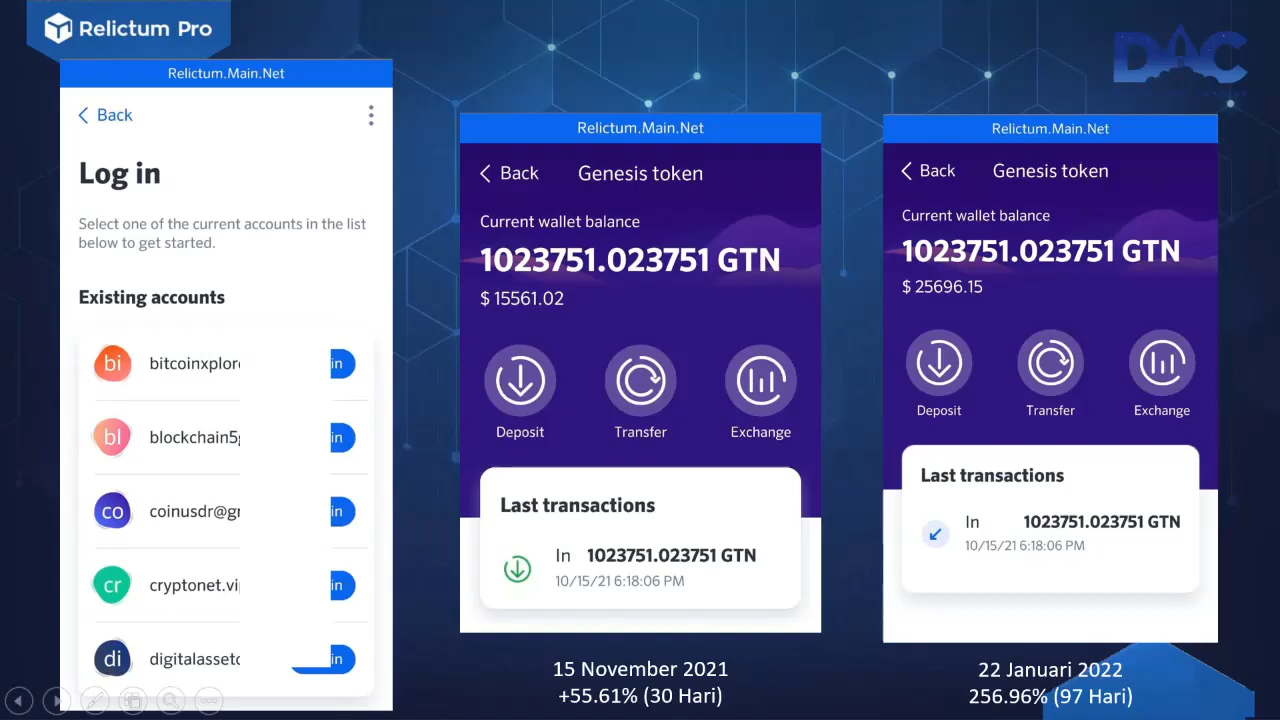 Relictum Pro
DAC
Relictum.Main.Net
Back
Log in
Select one of the current accounts in the list
below to get started.
Existing accounts
bi
bitcoinxplor
in
bl
blockchain5
in
co
coinusdr@g
in
cr
cryptonet.vi
in
di
digitalasset
in
Relictum.Main.Net
Back
Genesis token
Current wallet balance
1023751.023751 GTN
$ 15561.02
Deposit
Transfer
Exchange
Last transactions
In 1023751.023751 GTN
10/15/21 6:18:06 PM
15 November 2021
+55.61% (30 Hari)
Relictum.Main.Net
Back
Genesis token
Current wallet balance
1023751.023751 GTN
$ 25696.15
Deposit
Transfer
Exchange
Last transactions
In 1023751.023751 GTN
10/15/21 6:18:06 PM
22 Januari 2022
256.96% (97 Hari)